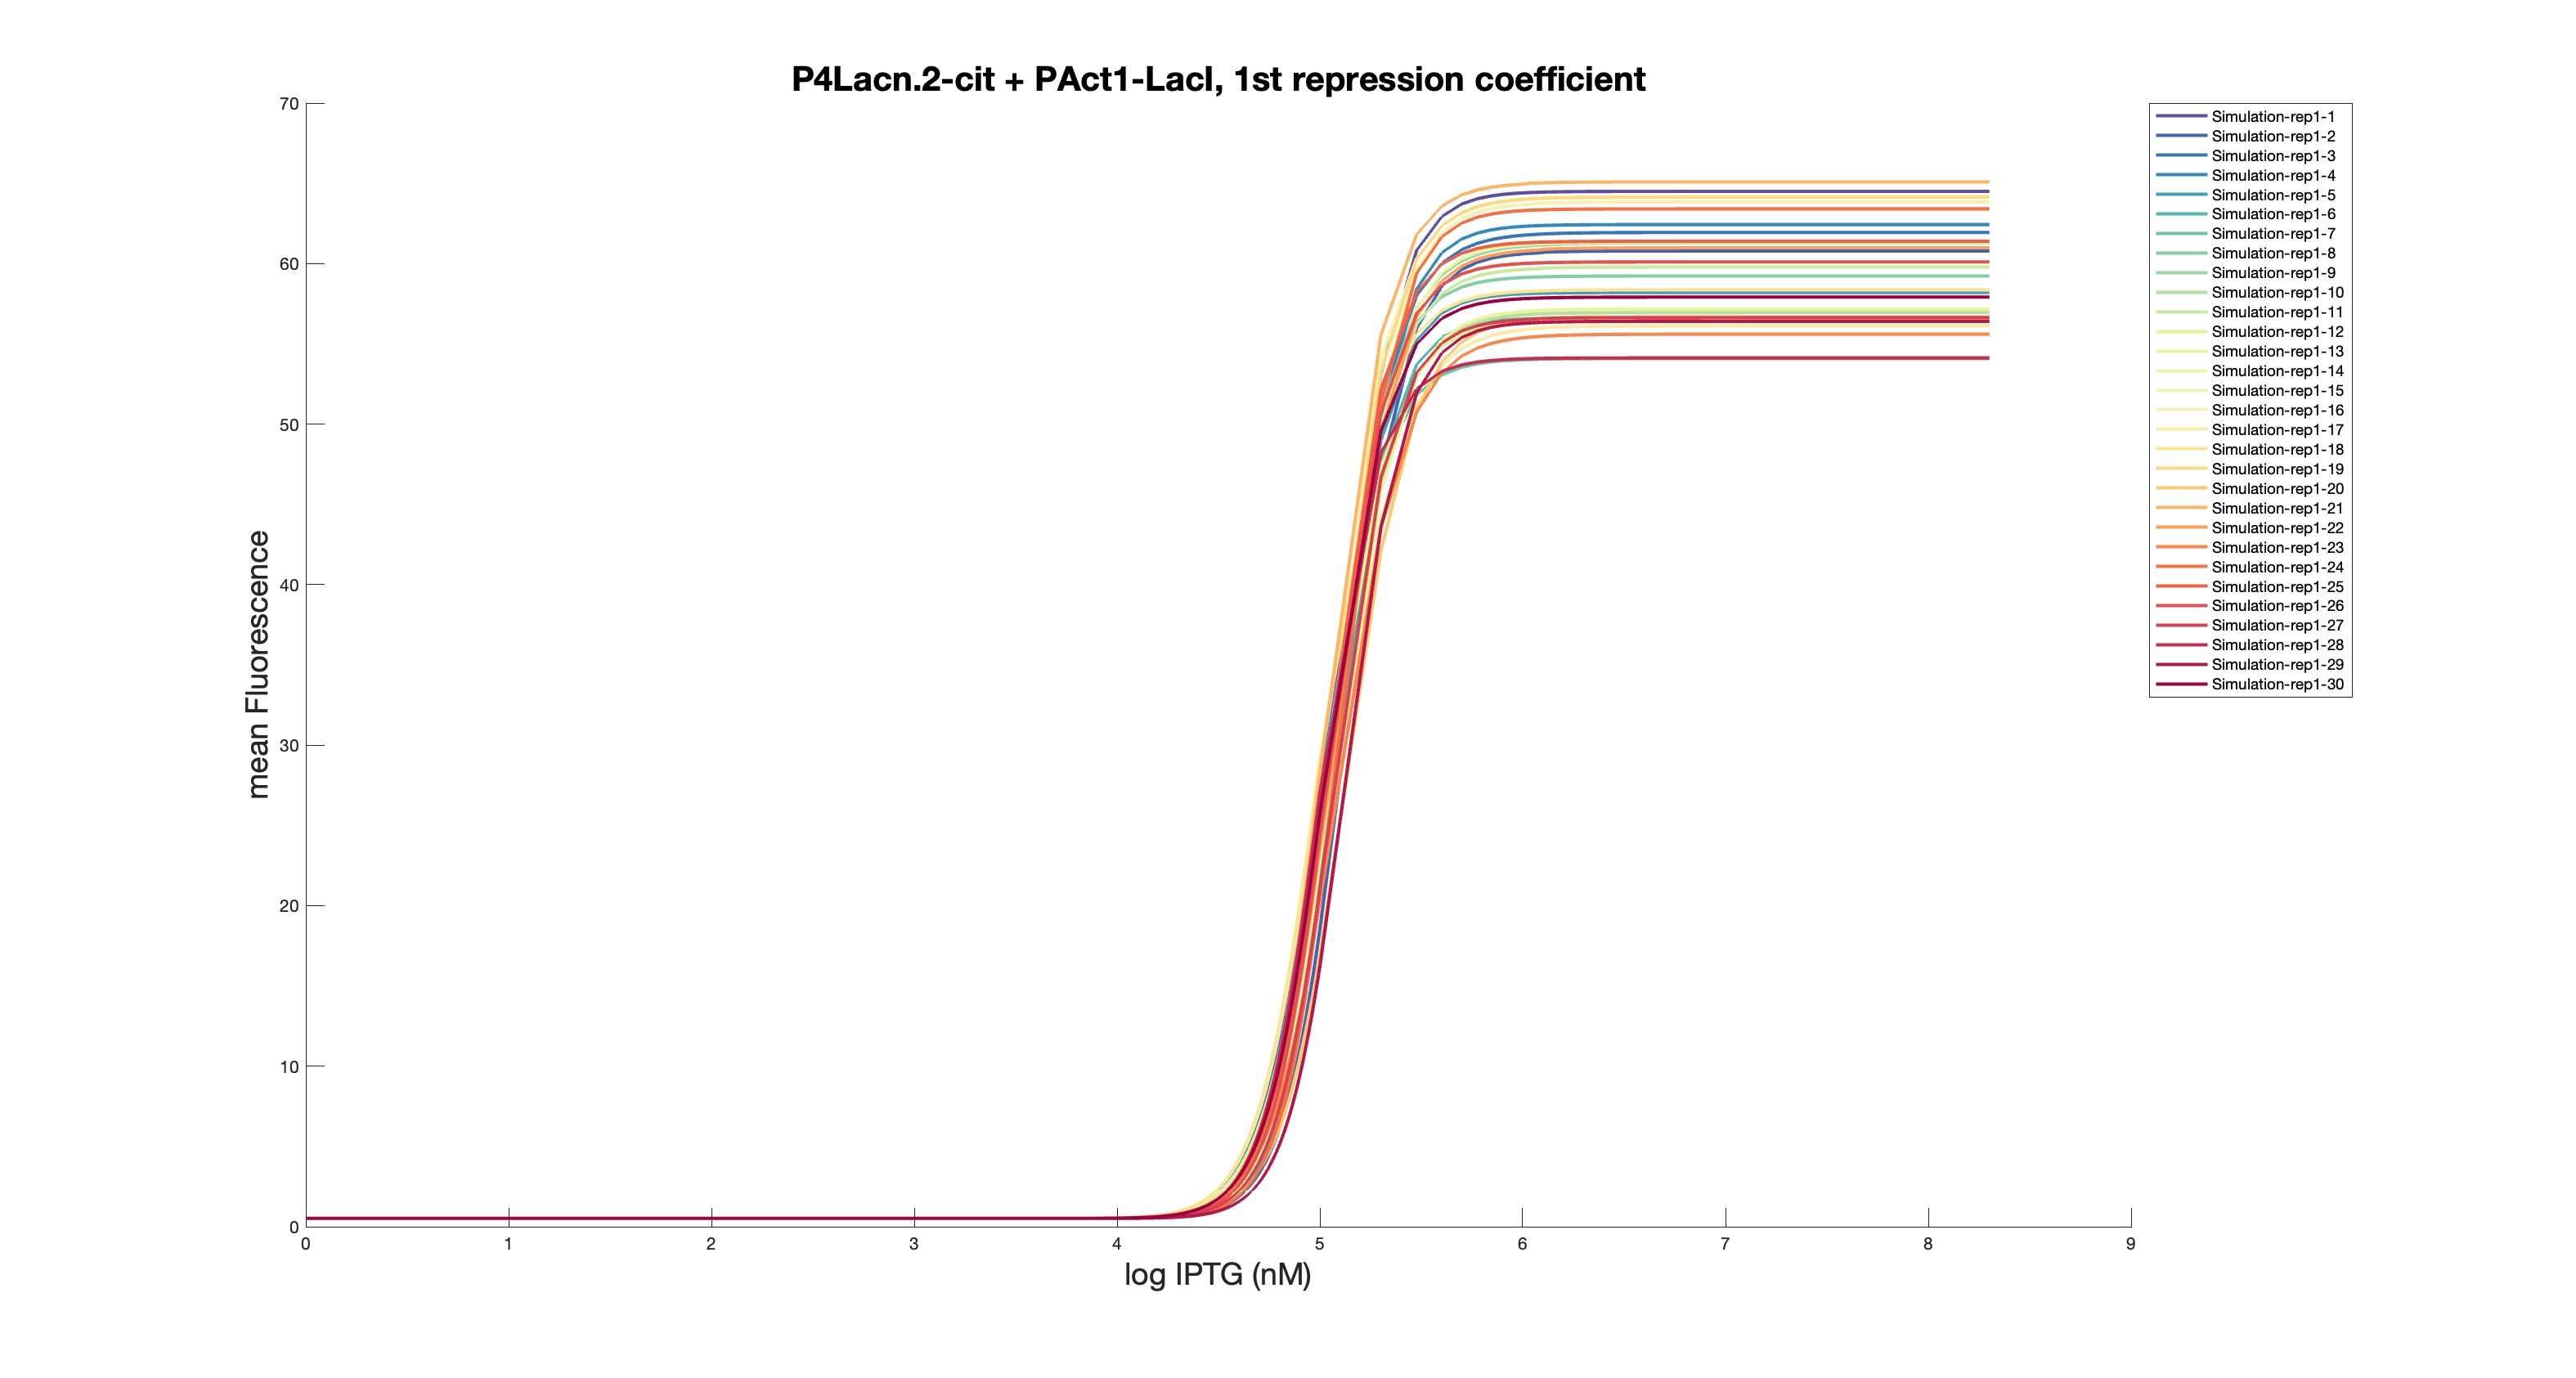 P4Lacn.2-cit + PAct1-LacI, 1st repression coefficient
70
60
50
40
30
20
10
0
mean Fluorescence
0 1 2 3 4 5 6 7 8 9
log IPTG (nM)
Simulation-rep1-1
Simulation-rep1-2
Simulation-rep1-3
Simulation-rep1-4
Simulation-rep1-5
Simulation-rep1-6
Simulation-rep1-7
Simulation-rep1-8
Simulation-rep1-9
Simulation-rep1-10
Simulation-rep1-11
Simulation-rep1-12
Simulation-rep1-13
Simulation-rep1-14
Simulation-rep1-15
Simulation-rep1-16
Simulation-rep1-17
Simulation-rep1-18
Simulation-rep1-19
Simulation-rep1-20
Simulation-rep1-21
Simulation-rep1-22
Simulation-rep1-23
Simulation-rep1-24
Simulation-rep1-25
Simulation-rep1-26
Simulation-rep1-27
Simulation-rep1-28
Simulation-rep1-29
Simulation-rep1-30